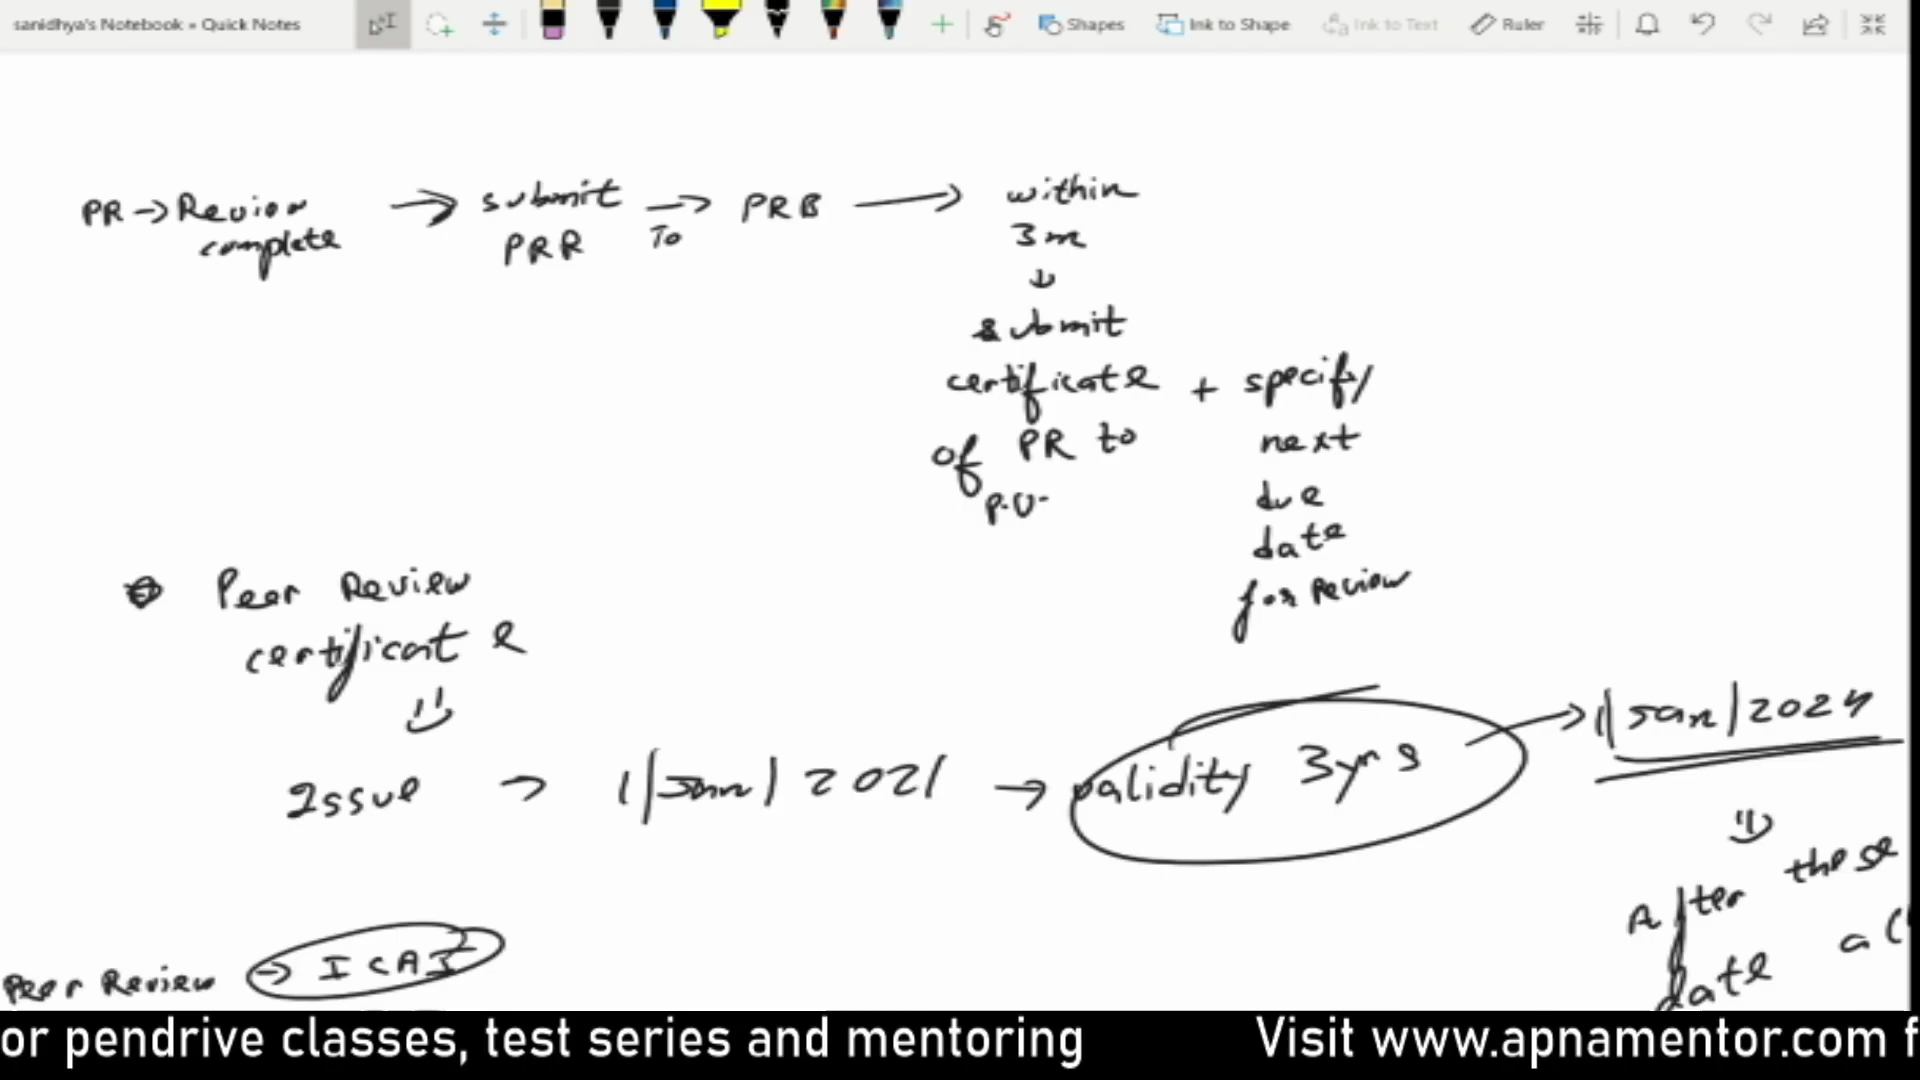 sanidhya's Notebook » Quick Notes
Shapes
Ink to Shape
Ink to Text
Ruler
PR → Review → submit → PRB → within
complete PRR To 3m
↓
submit
certificate + specify
of PR to next
P.U. due
date
for review
Peer Review
certificate
Issue → 1/Jan/2021 → validity 3yrs → 1/Jan/2024
After these
date
Peer Review → ICAI
or pendrive classes, test series and mentoring Visit www.apnamentor.com f